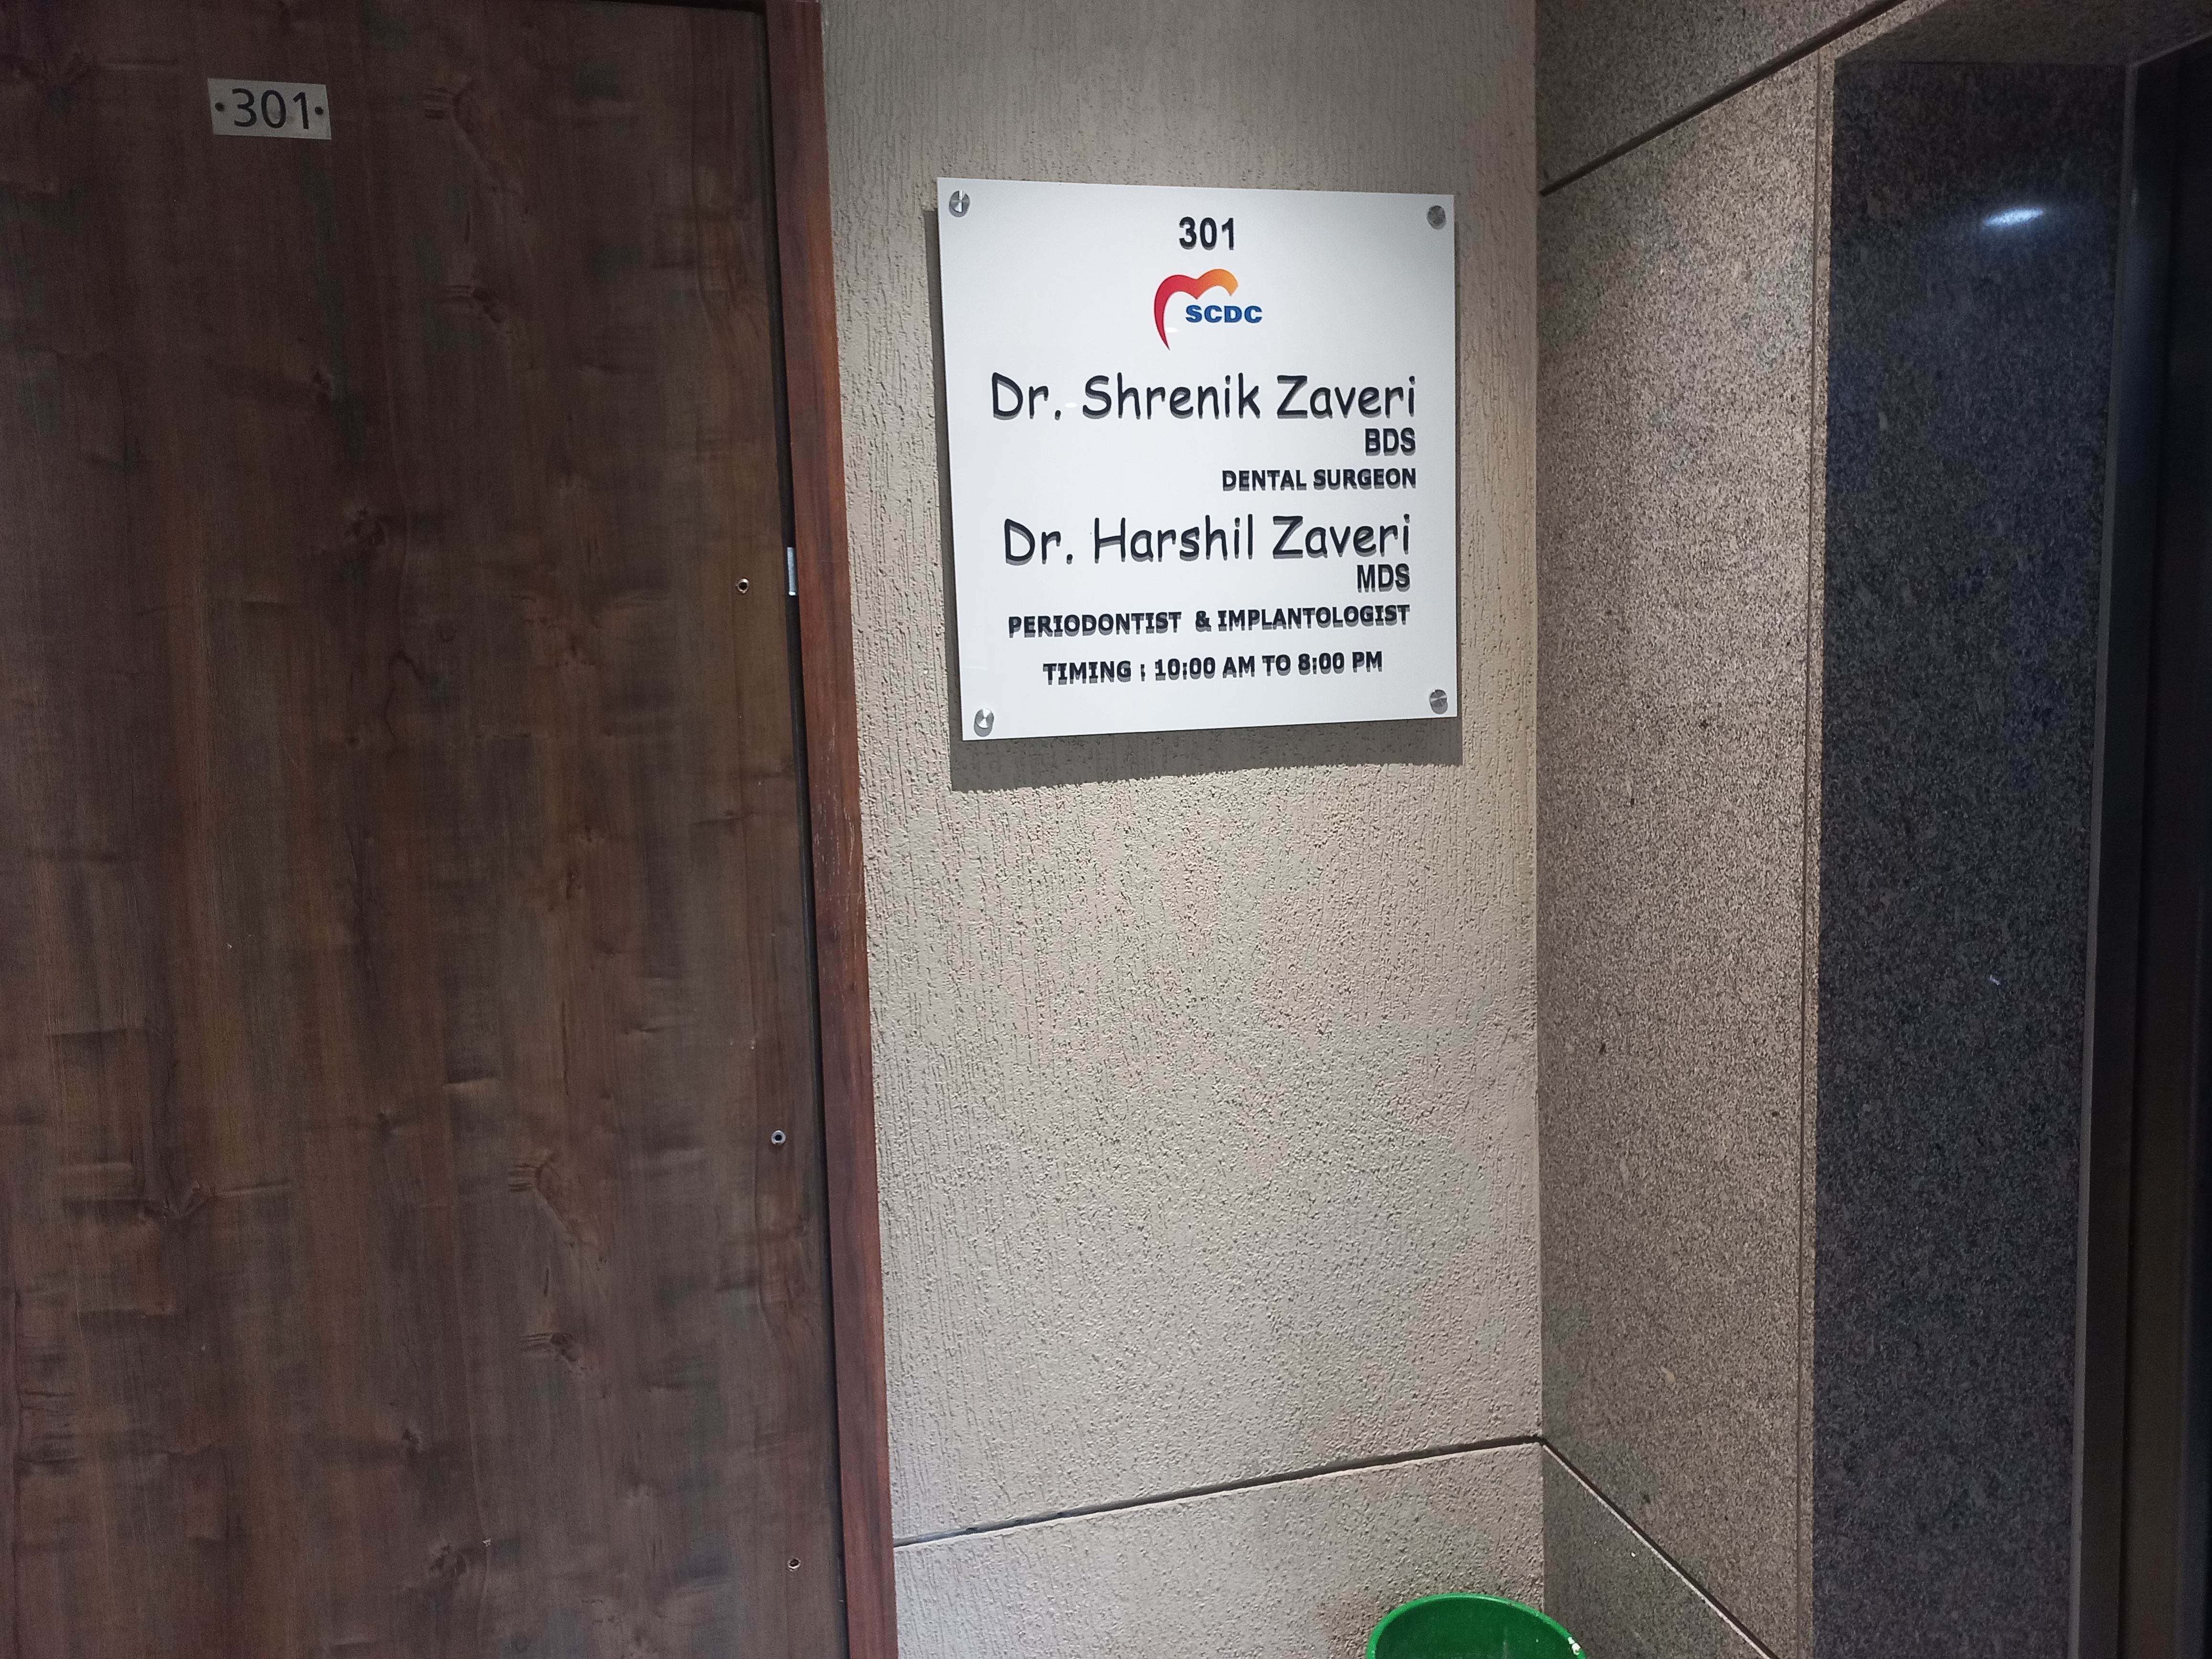 301
301
SCDC
Dr. Shrenik Zaveri
BDS
DENTAL SURGEON
Dr. Harshil Zaveri
MDS
PERIODONTIST & IMPLANTOLOGIST
TIMING : 10:00 AM TO 8:00 PM